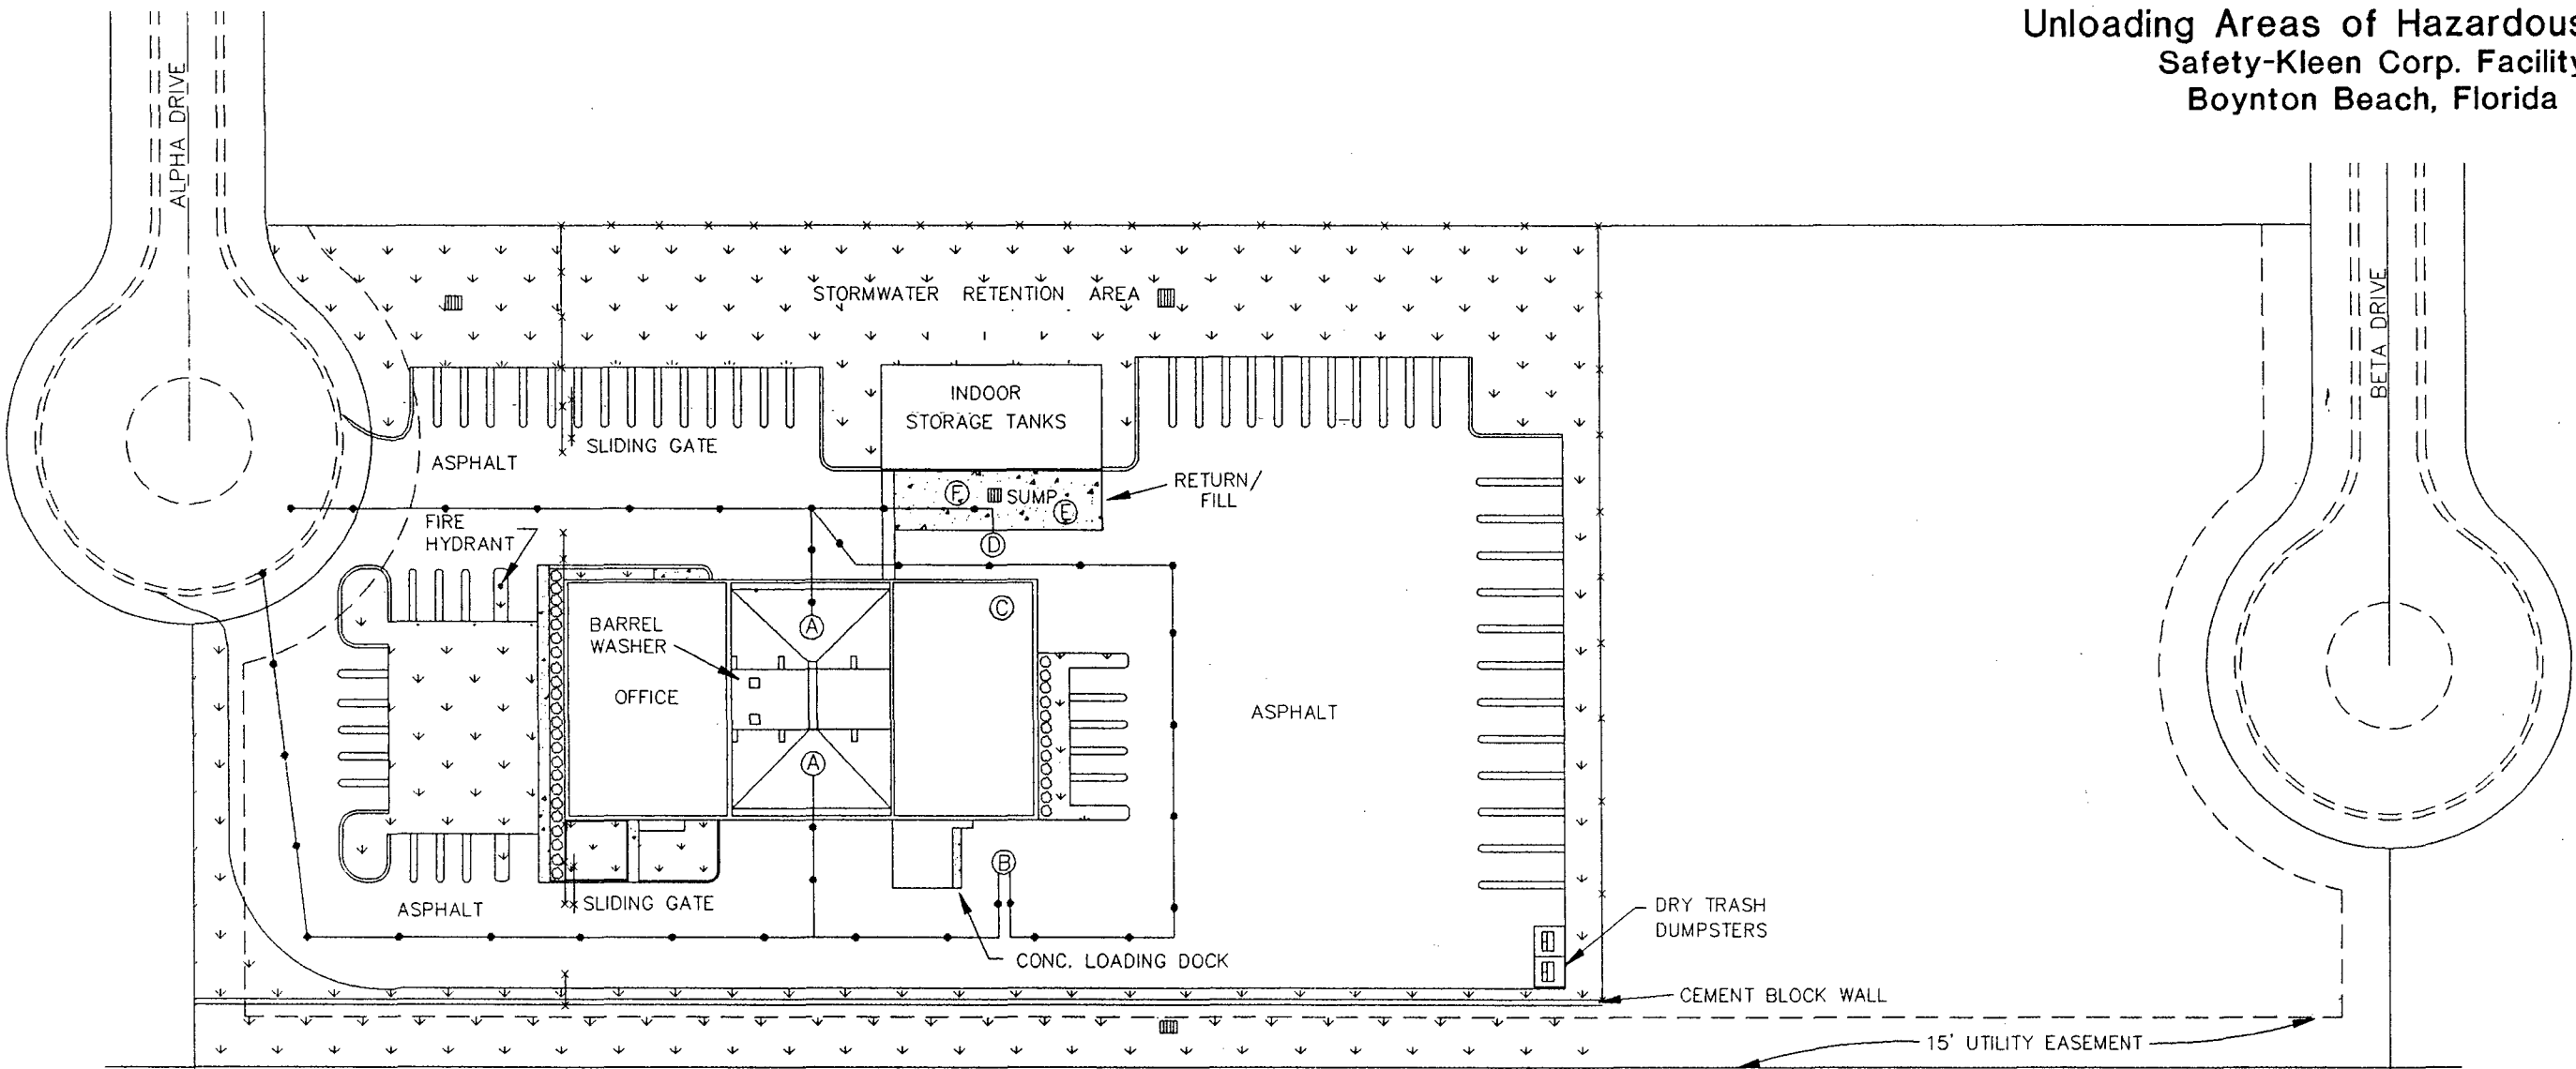 Unloading Areas of Hazardous
Safety-Kleen Corp. Facility
Boynton Beach, Florida
ALPHA DRIVE
BETA DRIVE
STORMWATER RETENTION AREA
INDOOR
STORAGE TANKS
SLIDING GATE
ASPHALT
RETURN/
FILL
F
SUMP
E
D
FIRE
HYDRANT
C
A
BARREL
WASHER
OFFICE
ASPHALT
A
B
SLIDING GATE
ASPHALT
DRY TRASH
DUMPSTERS
CONC. LOADING DOCK
CEMENT BLOCK WALL
15' UTILITY EASEMENT